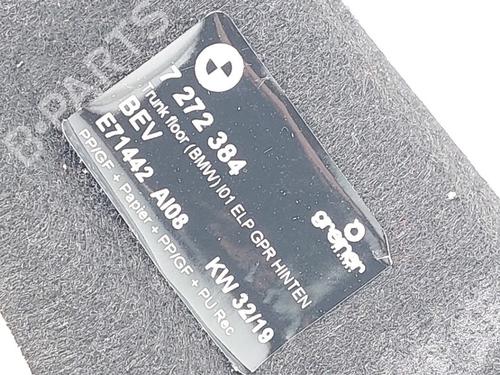 7 272 384
Trunk floor (BMW) I01 ELP GPR HINTEN
BEV
E71442 AI08 KW 32/19
PP/GF + Papier + PP/GF + PU Rec
greiner
B-PARTS